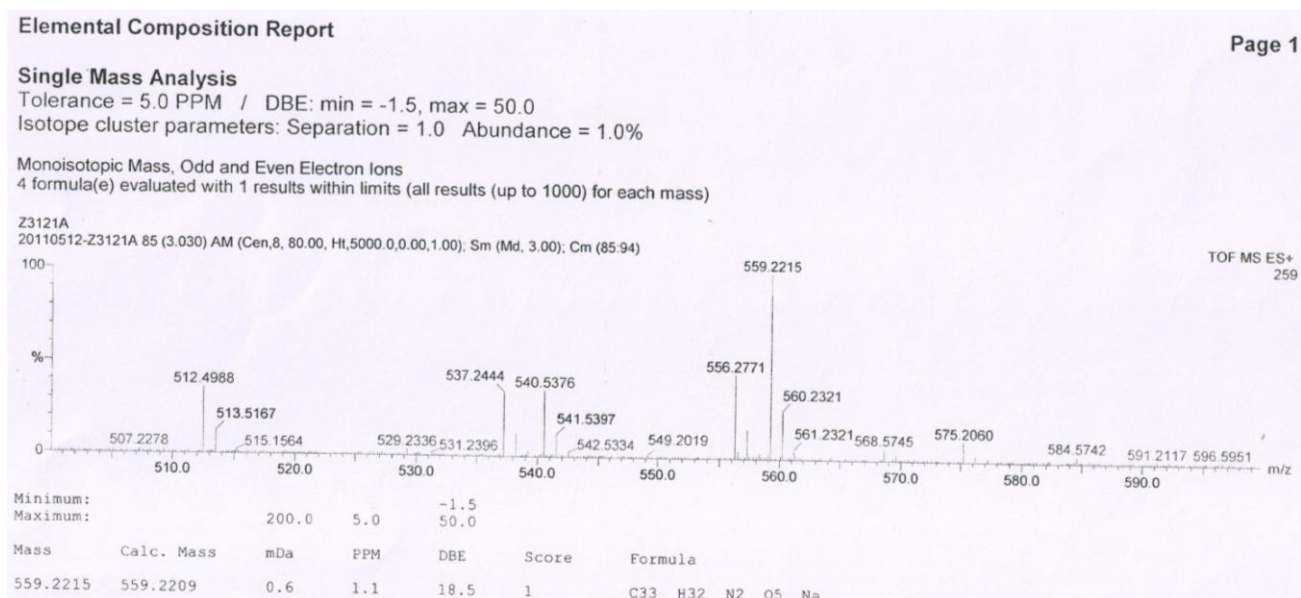 Elemental Composition Report
Page 1
Single Mass Analysis
Tolerance = 5.0 PPM / DBE: min = -1.5, max = 50.0
Isotope cluster parameters: Separation = 1.0 Abundance = 1.0%
Monoisotopic Mass, Odd and Even Electron Ions
4 formula(e) evaluated with 1 results within limits (all results (up to 1000) for each mass)
Z3121A
20110512-Z3121A 85 (3.030) AM (Cen,8, 80.00, Ht,5000.0,0.00,1.00); Sm (Md, 3.00); Cm (85:94)
TOF MS ES+
259
100
559.2215
%
512.4988
537.2444
540.5376
556.2771
560.2321
513.5167
541.5397
507.2278
515.1564
529.2336
531.2396
542.5334
549.2019
561.2321
568.5745
575.2060
584.5742
591.2117
596.5951
0
510.0 520.0 530.0 540.0 550.0 560.0 570.0 580.0 590.0 m/z
Minimum: -1.5
Maximum: 200.0 5.0 50.0
Mass Calc. Mass mDa PPM DBE Score Formula
559.2215 559.2209 0.6 1.1 18.5 1 C33 H32 N2 O5 Na